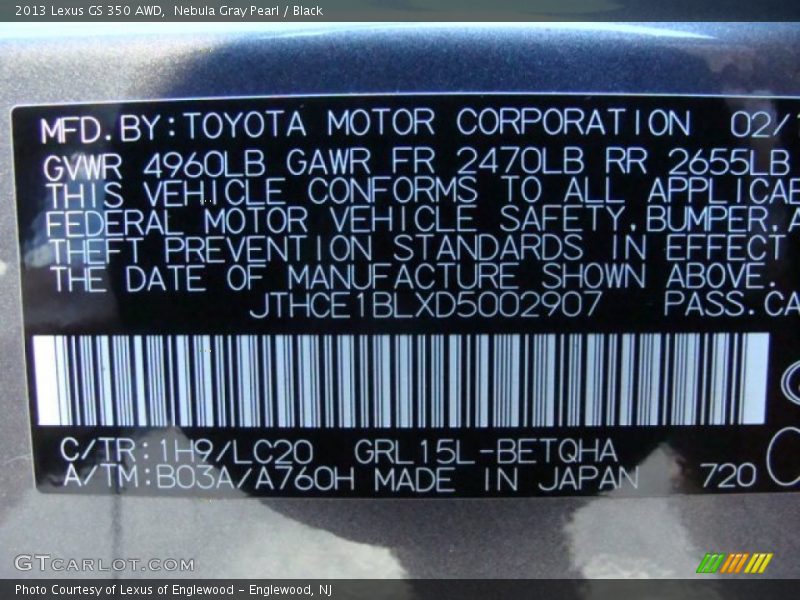 2013 Lexus GS 350 AWD,  Nebula Gray Pearl / Black
MFD.BY:TOYOTA MOTOR CORPORATION 02/
GVWR 4960LB GAWR FR 2470LB RR 2655LB
THIS VEHICLE CONFORMS TO ALL APPLICAB
FEDERAL MOTOR VEHICLE SAFETY,BUMPER,A
THEFT PREVENTION STANDARDS IN EFFECT
THE DATE OF MANUFACTURE SHOWN ABOVE.
JTHCE1BLXD5002907 PASS.CA
C/TR:1H9/LC20 GRL15L-BETQHA
A/TM:B03A/A760H MADE IN JAPAN 720
GTCARLOT.COM
Photo Courtesy of Lexus of Englewood – Englewood, NJ